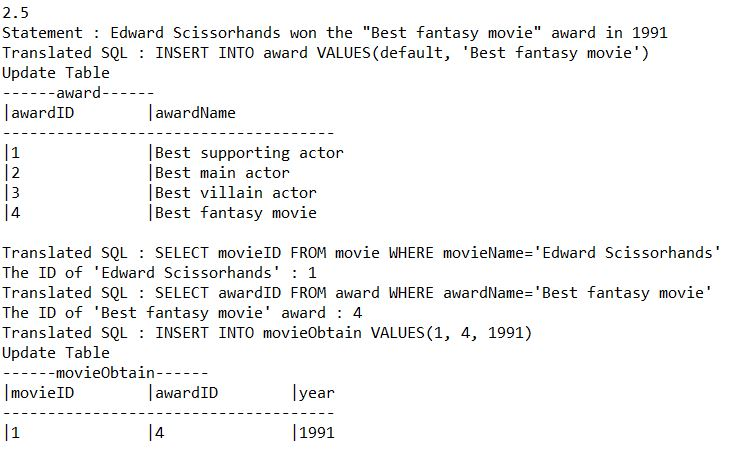 2.5
Statement : Edward Scissorhands won the "Best fantasy movie" award in 1991
Translated SQL : INSERT INTO award VALUES(default, 'Best fantasy movie')
Update Table
------award------
|awardID        |awardName
-------------------------------------
|1              |Best supporting actor
|2              |Best main actor
|3              |Best villain actor
|4              |Best fantasy movie
Translated SQL : SELECT movieID FROM movie WHERE movieName='Edward Scissorhands'
The ID of 'Edward Scissorhands' : 1
Translated SQL : SELECT awardID FROM award WHERE awardName='Best fantasy movie'
The ID of 'Best fantasy movie' award : 4
Translated SQL : INSERT INTO movieObtain VALUES(1, 4, 1991)
Update Table
------movieObtain------
|movieID        |awardID        |year
-------------------------------------
|1              |4              |1991